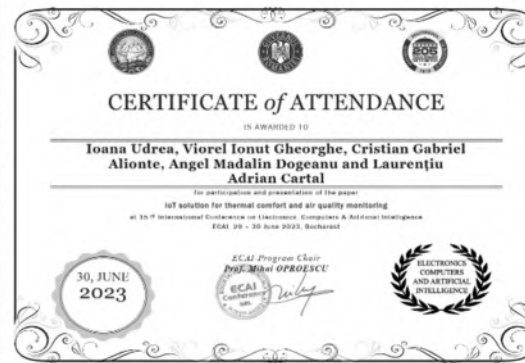 CERTIFICATE of ATTENDANCE
IS AWARDED TO
Ioana Udrea, Viorel Ionut Gheorghe, Cristian Gabriel
Alionte, Angel Madalin Dogeanu and Laurențiu
Adrian Cartal
for participation and presentation of the paper
IoT solution for thermal comfort and air quality monitoring
at 15 th International Conference on Electronics, Computers & Artificial Intelligence
ECAI 29 – 30 June 2023, Bucharest
30, JUNE
2023
ECAI Program Chair
Prof. Mihai OPROESCU
ECAI
Conference
ELECTRONICS
COMPUTERS
AND ARTIFICIAL
INTELLIGENCE